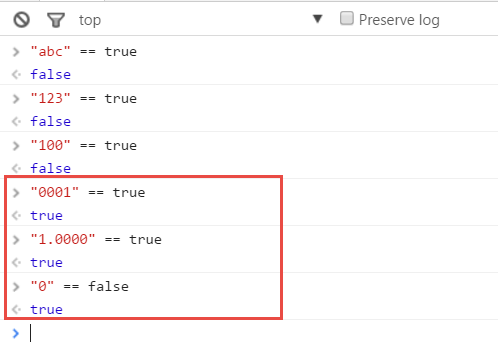 top Preserve log
> "abc" == true
< false
> "123" == true
< false
> "100" == true
< false
> "0001" == true
< true
> "1.0000" == true
< true
> "0" == false
< true
>